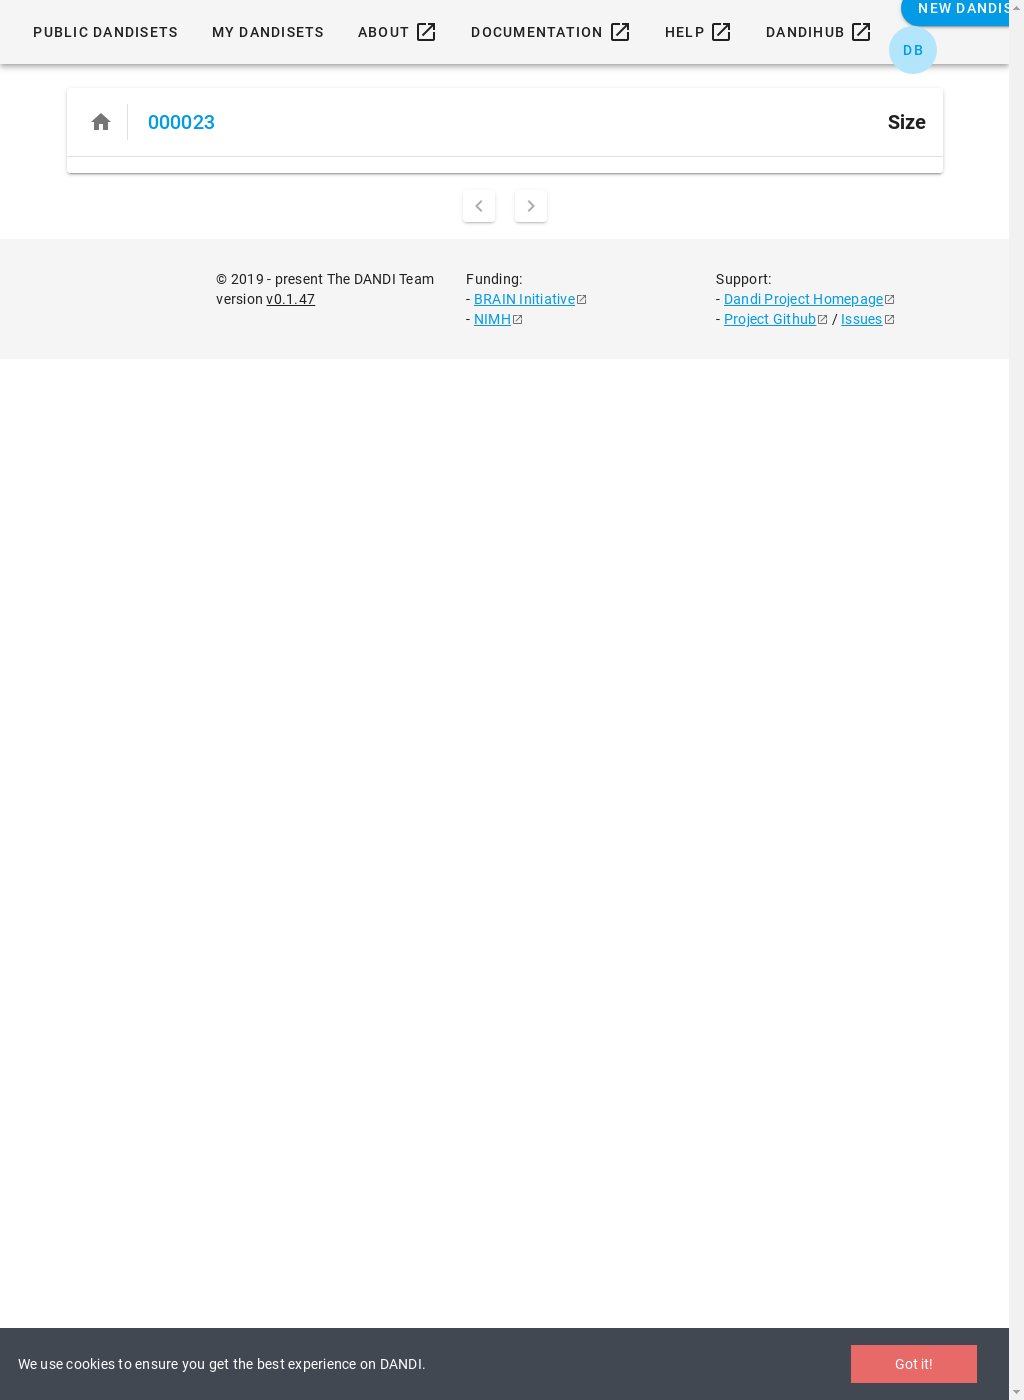 NEW DANDIS
PUBLIC DANDISETS MY DANDISETS ABOUT DOCUMENTATION HELP DANDIHUB
DB
000023 Size
© 2019 - present The DANDI Team
version v0.1.47
Funding:
- BRAIN Initiative
- NIMH
Support:
- Dandi Project Homepage
- Project Github / Issues
We use cookies to ensure you get the best experience on DANDI. Got it!